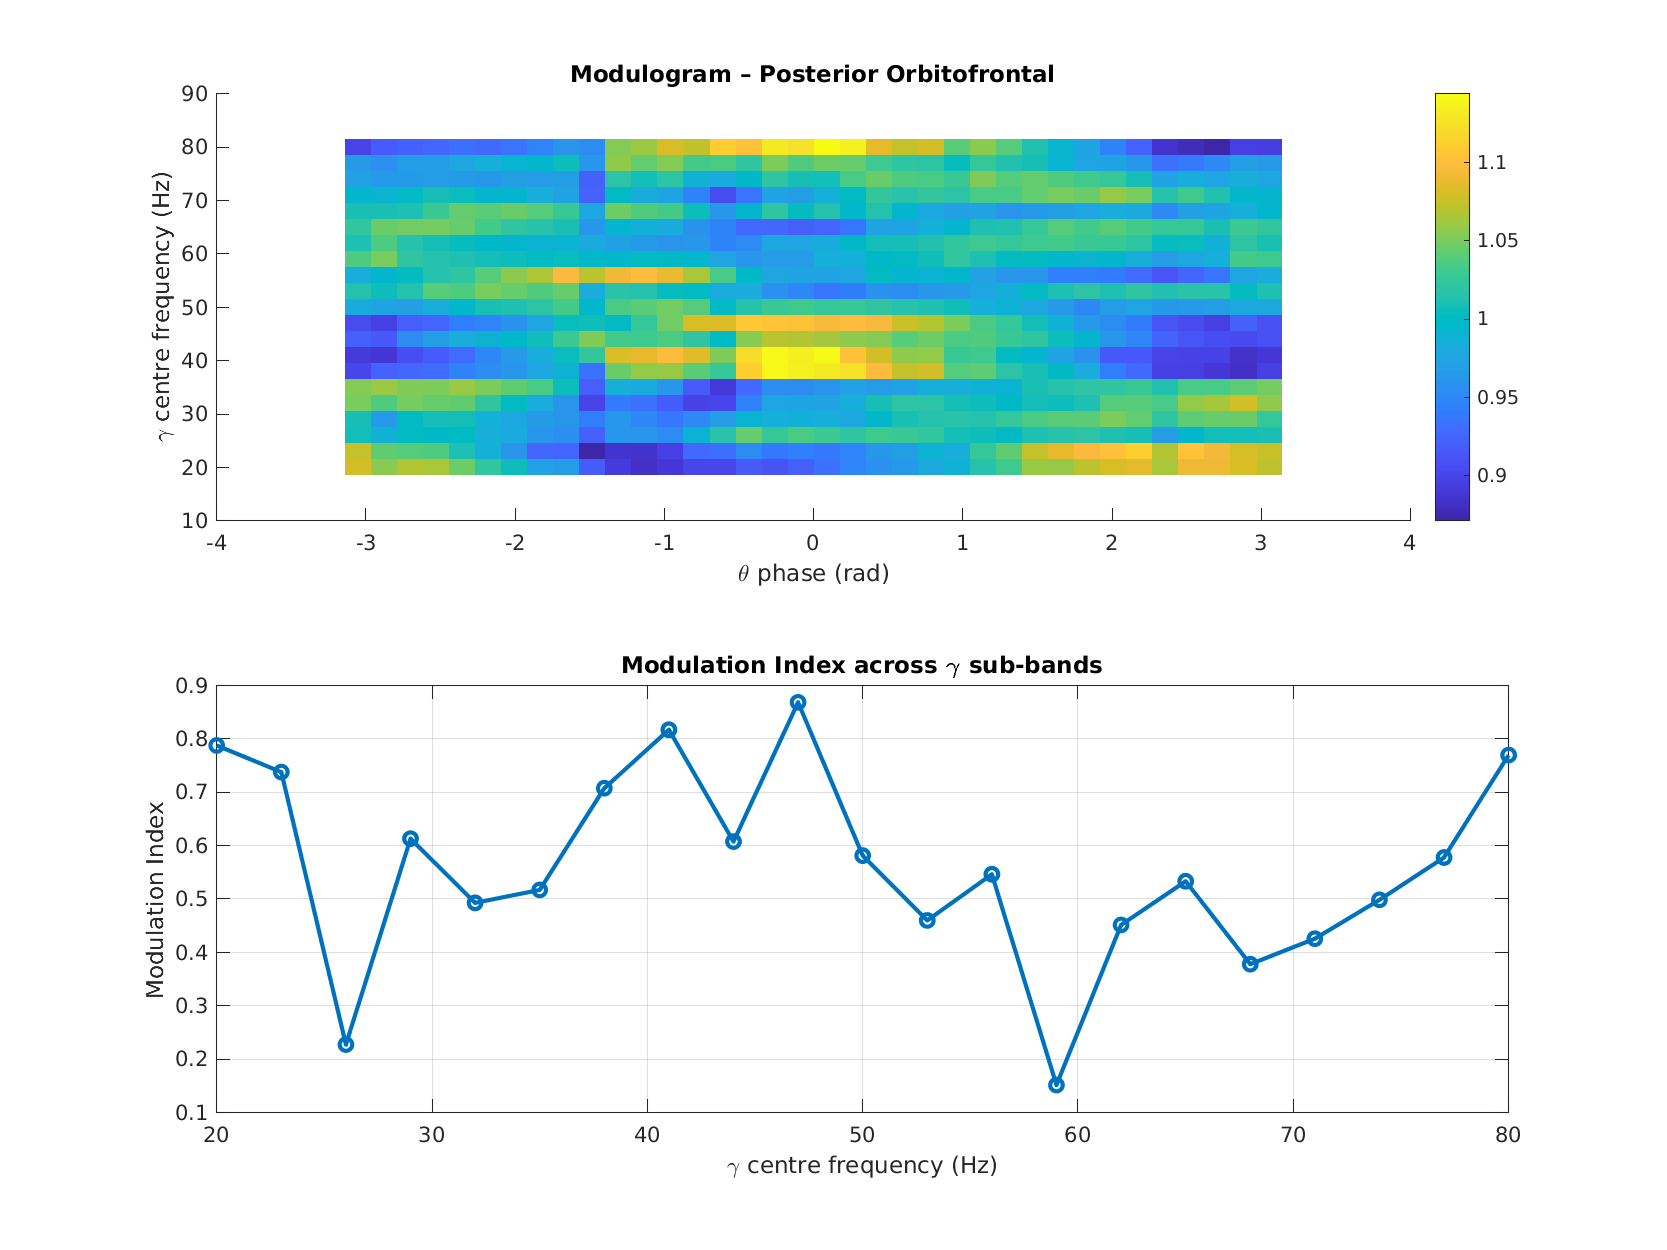 Modulogram – Posterior Orbitofrontal
γ centre frequency (Hz)
90
80
70
60
50
40
30
20
10
-4 -3 -2 -1 0 1 2 3 4
θ phase (rad)
1.1
1.05
1
0.95
0.9
Modulation Index across γ sub-bands
Modulation Index
0.9
0.8
0.7
0.6
0.5
0.4
0.3
0.2
0.1
20 30 40 50 60 70 80
γ centre frequency (Hz)